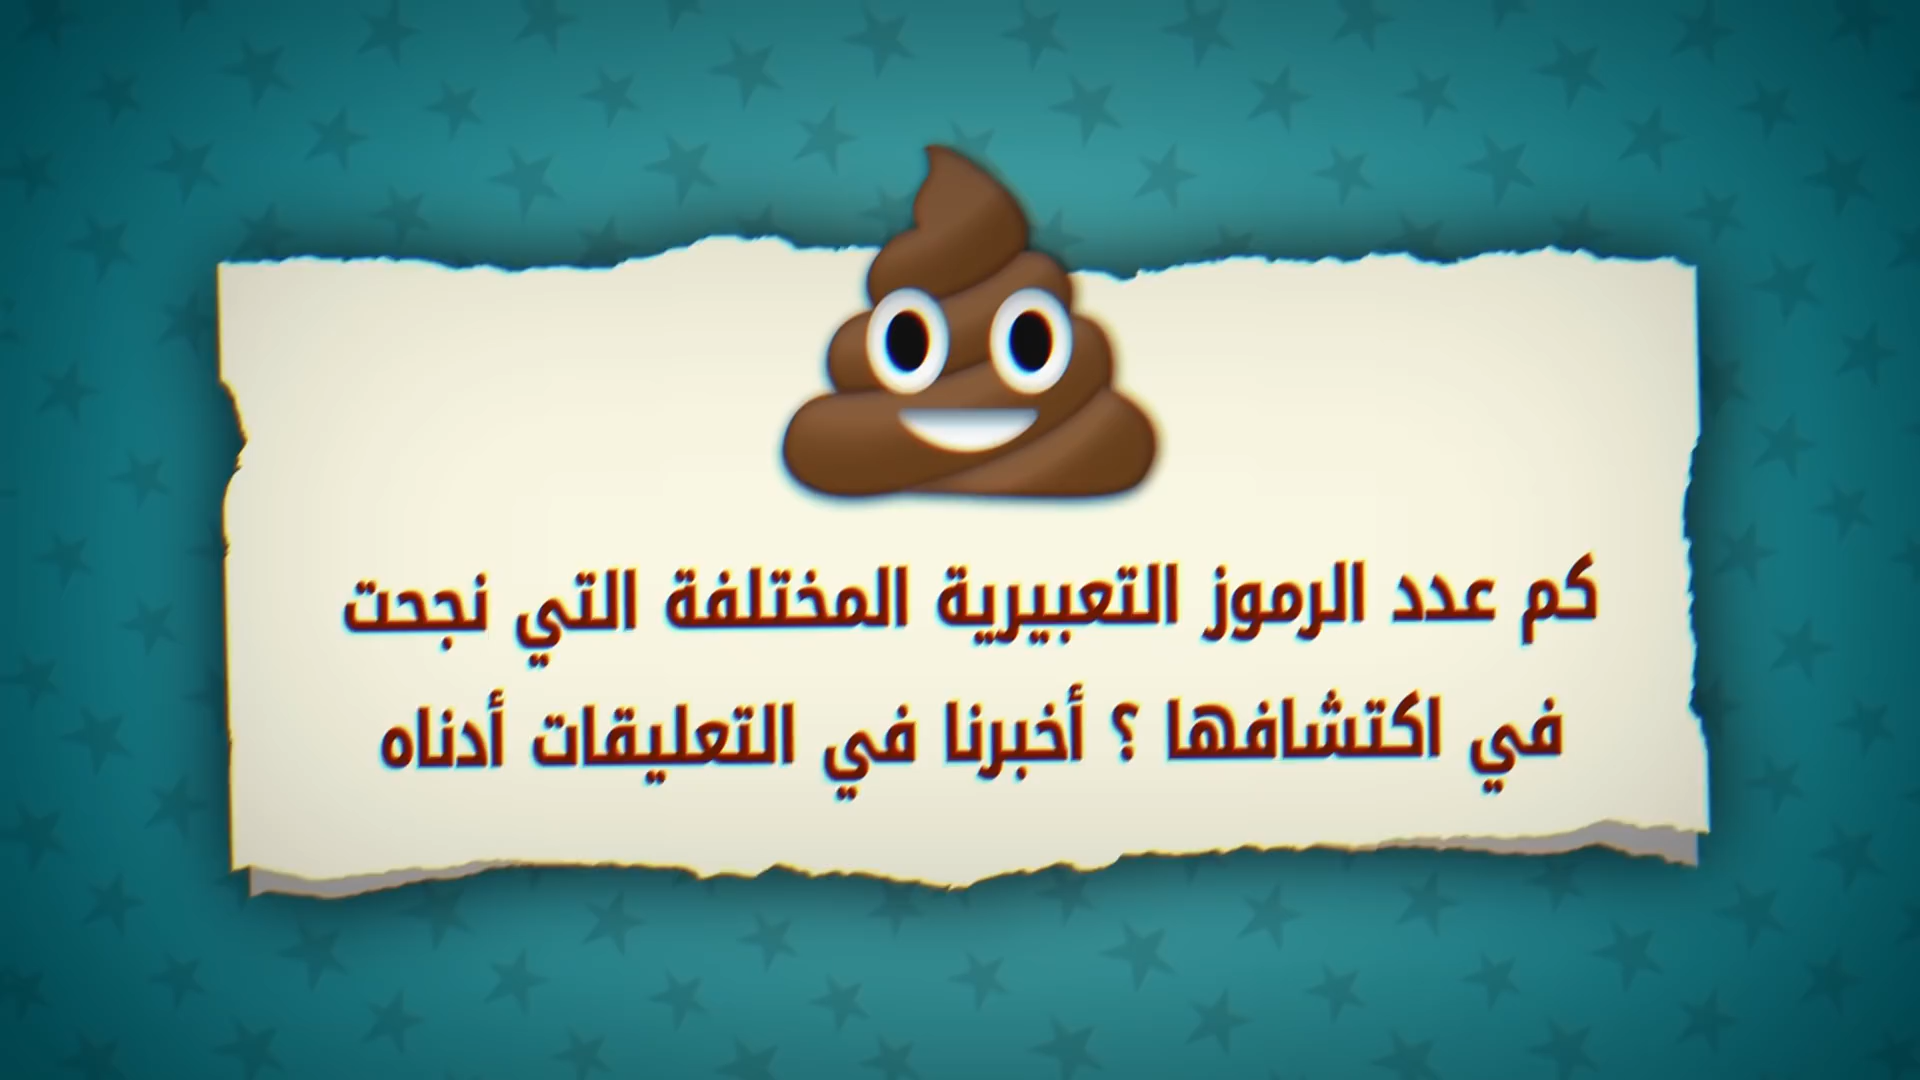 كم عدد الرموز التعبيرية المختلفة التي نجحت
في اكتشافها ؟ أخبرنا في التعليقات أدناه